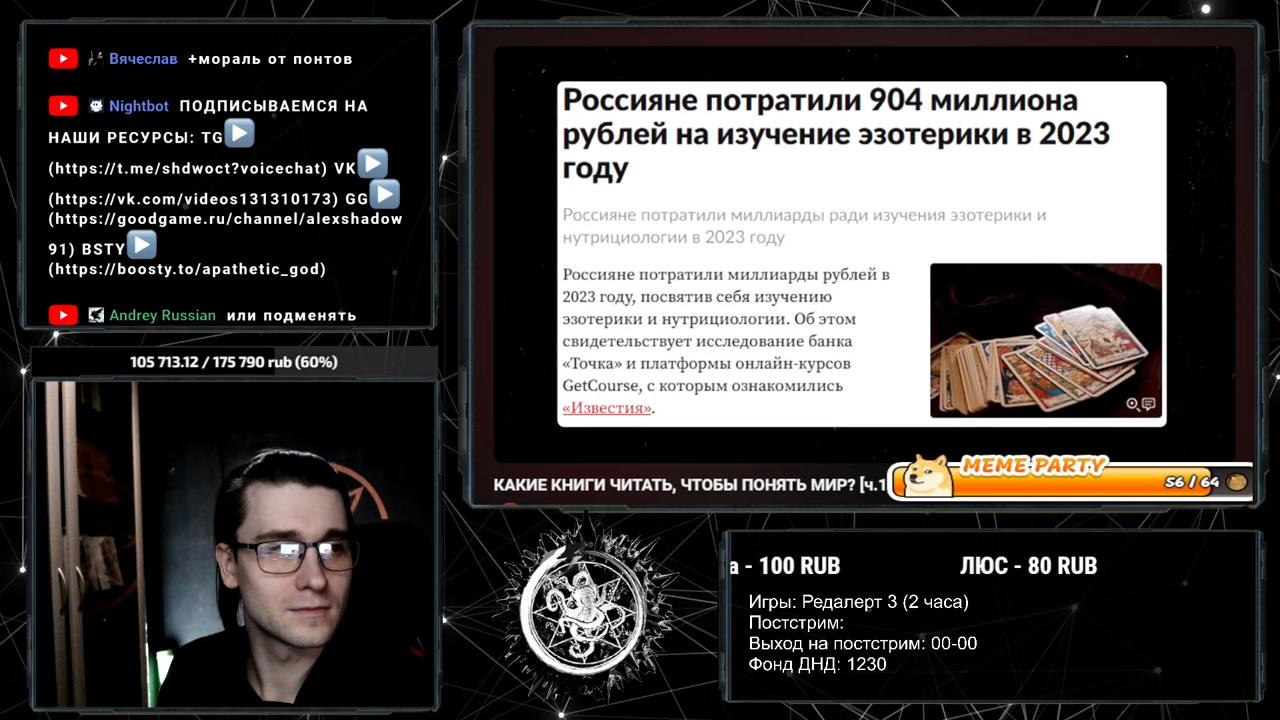 Вячеслав +мораль от понтов
Nightbot ПОДПИСЫВАЕМСЯ НА
НАШИ РЕСУРСЫ: TG
(https://t.me/shdwoct?voicechat) VK
(https://vk.com/videos131310173) GG
(https://goodgame.ru/channel/alexshadow
91) BSTY
(https://boosty.to/apathetic_god)
Andrey Russian или подменять
105 713.12 / 175 790 rub (60%)
Россияне потратили 904 миллиона
рублей на изучение эзотерики в 2023
году
Россияне потратили миллиарды ради изучения эзотерики и
нутрициологии в 2023 году
Россияне потратили миллиарды рублей в
2023 году, посвятив себя изучению
эзотерики и нутрициологии. Об этом
свидетельствует исследование банка
«Точка» и платформы онлайн-курсов
GetCourse, с которым ознакомились
«Известия».
КАКИЕ КНИГИ ЧИТАТЬ, ЧТОБЫ ПОНЯТЬ МИР? [ч.1
MEME PARTY
56 / 64
а - 100 RUB
ЛЮС - 80 RUB
Игры: Редалерт 3 (2 часа)
Постстрим:
Выход на постстрим: 00-00
Фонд ДНД: 1230